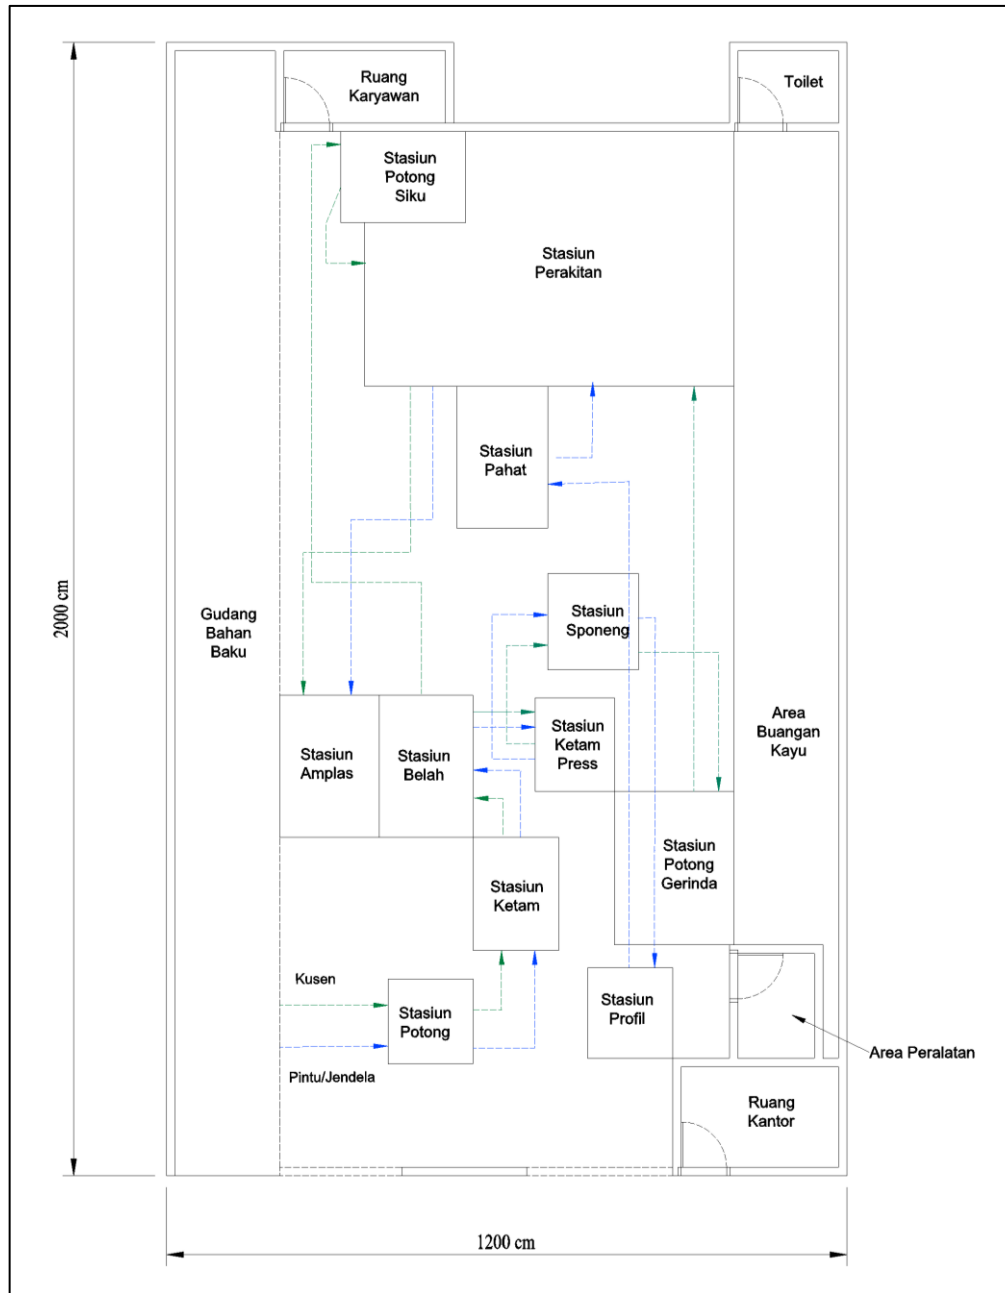 Ruang
Karyawan
Toilet
Stasiun
Potong
Siku
Stasiun
Perakitan
Stasiun
Pahat
2000 cm
Gudang
Bahan
Baku
Stasiun
Sponeng
Stasiun
Amplas
Stasiun
Belah
Stasiun
Ketam
Press
Area
Buangan
Kayu
Stasiun
Potong
Gerinda
Stasiun
Ketam
Kusen
Stasiun
Potong
Stasiun
Profil
Area Peralatan
Pintu/Jendela
Ruang
Kantor
1200 cm